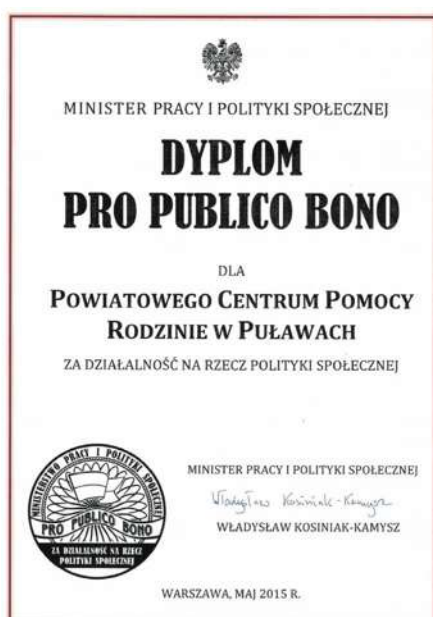 MINISTER PRACY I POLITYKI SPOŁECZNEJ
DYPLOM
PRO PUBLICO BONO
DLA
POWIATOWEGO CENTRUM POMOCY
RODZINIE W PUŁAWACH
ZA DZIAŁALNOŚĆ NA RZECZ POLITYKI SPOŁECZNEJ
MINISTERSTWO PRACY I POLITYKI SPOŁECZNEJ
PRO PUBLICO BONO
ZA DZIAŁALNOŚĆ NA RZECZ
POLITYKI SPOŁECZNEJ
MINISTER PRACY I POLITYKI SPOŁECZNEJ
Władysław Kosiniak-Kamysz
WŁADYSŁAW KOSINIAK-KAMYSZ
WARSZAWA, MAJ 2015 R.